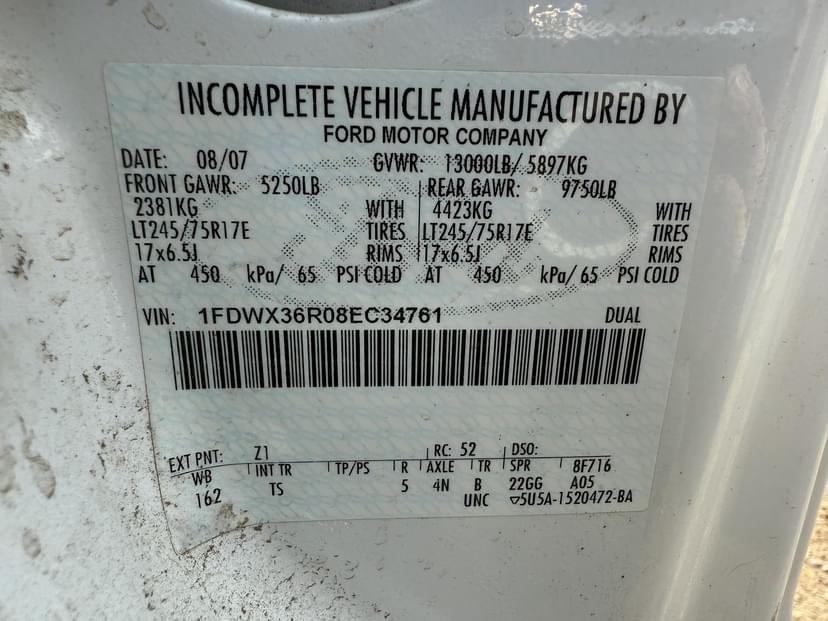 INCOMPLETE VEHICLE MANUFACTURED BY
FORD MOTOR COMPANY
DATE: 08/07 GVWR: 13000LB/ 5897KG
FRONT GAWR: 5250LB REAR GAWR: 9750LB
2381KG WITH 4423KG WITH
LT245/75R17E TIRES LT245/75R17E TIRES
17x6.5J RIMS 17x6.5J RIMS
AT 450 kPa/ 65 PSI COLD AT 450 kPa/ 65 PSI COLD
VIN: 1FDWX36R08EC34761 DUAL
EXT PNT: Z1 RC: 52 DSO:
WB INT TR TP/PS R AXLE TR SPR 8F716
162 TS 5 4N B 22GG A05
UNC ▽5U5A-1520472-BA